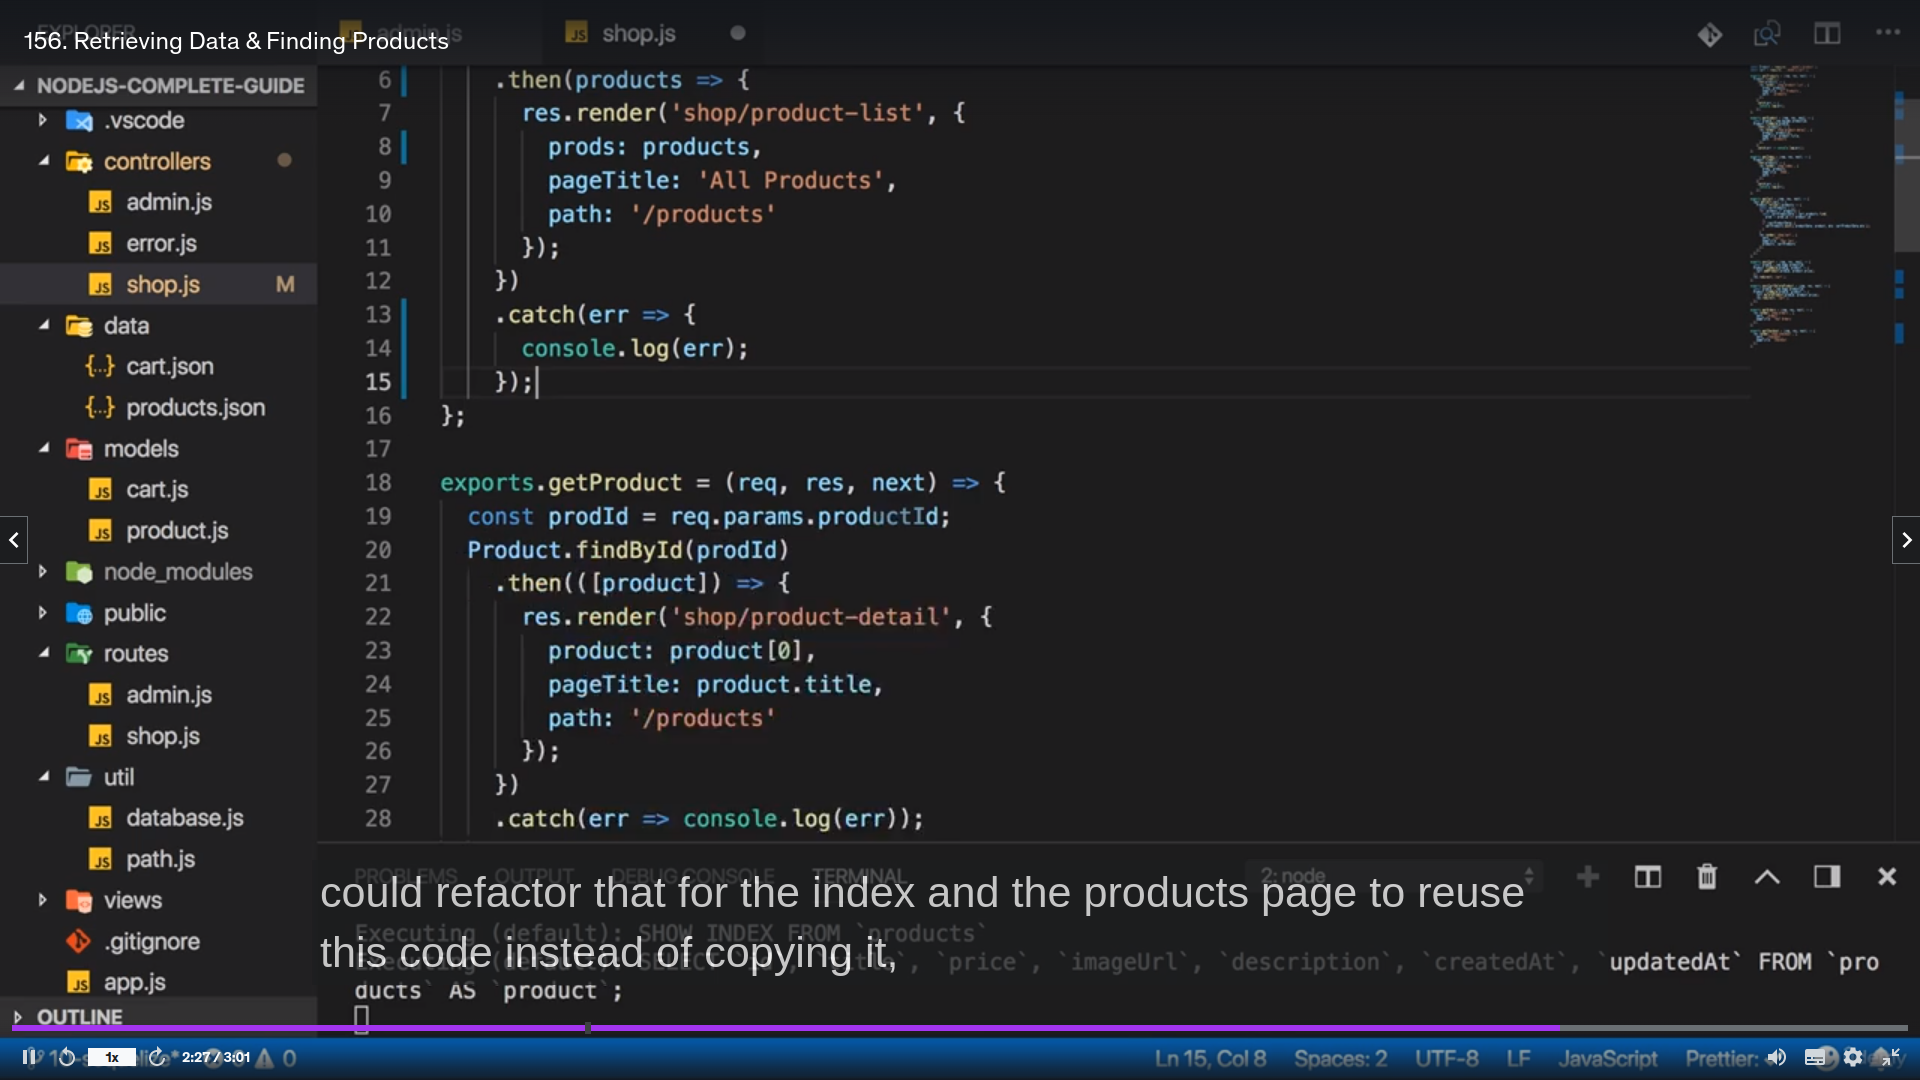 156. Retrieving Data & Finding Products
EXPLORER
admin.js
shop.js
NODEJS-COMPLETE-GUIDE
.vscode
controllers
admin.js
error.js
shop.js M
data
cart.json
products.json
models
cart.js
product.js
node_modules
public
routes
admin.js
shop.js
util
database.js
path.js
views
.gitignore
app.js
OUTLINE
6 .then(products => {
7 res.render('shop/product-list', {
8 prods: products,
9 pageTitle: 'All Products',
10 path: '/products'
11 });
12 })
13 .catch(err => {
14 console.log(err);
15 });
16 };
17
18 exports.getProduct = (req, res, next) => {
19 const prodId = req.params.productId;
20 Product.findById(prodId)
21 .then(([product]) => {
22 res.render('shop/product-detail', {
23 product: product[0],
24 pageTitle: product.title,
25 path: '/products'
26 });
27 })
28 .catch(err => console.log(err));
PROBLEMS OUTPUT DEBUG CONSOLE TERMINAL 2: node
could refactor that for the index and the products page to reuse
Executing (default): SHOW INDEX FROM `products`
this code instead of copying it,
Executing (default): SELECT `id`, `title`, `price`, `imageUrl`, `description`, `createdAt`, `updatedAt` FROM `pro
ducts` AS `product`;
1x 2:27 / 3:01 0 0
Ln 15, Col 8 Spaces: 2 UTF-8 LF JavaScript Prettier: